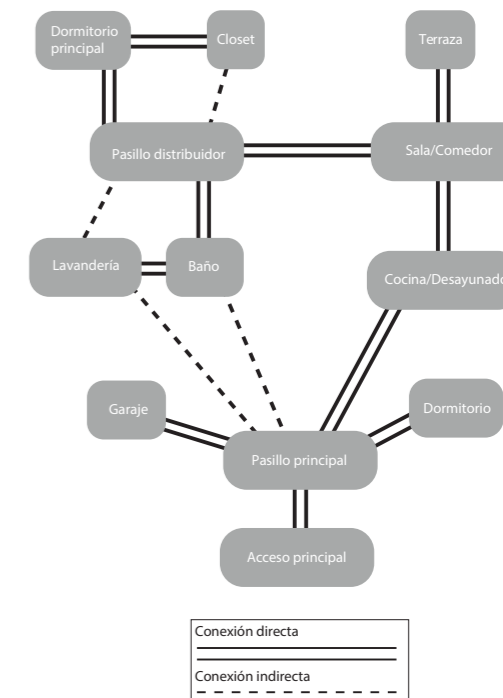 Dormitorio
principal
Closet
Terraza
Pasillo distribuidor
Sala/Comedor
Lavandería
Baño
Cocina/Desayunado
Garaje
Dormitorio
Pasillo principal
Acceso principal
Conexión directa
Conexión indirecta